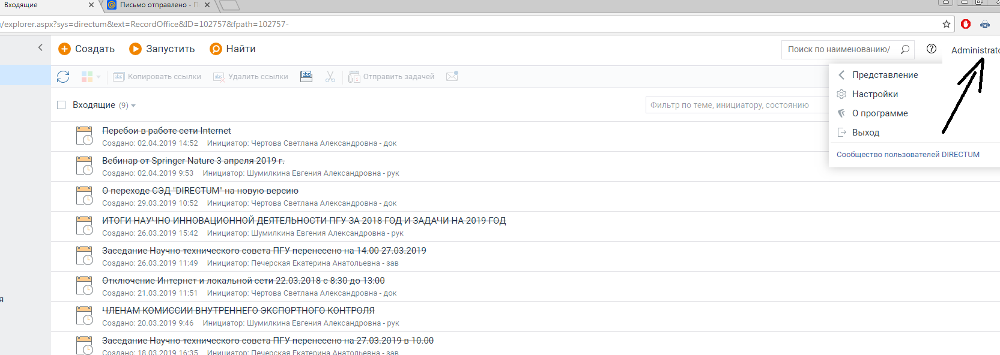 Входящие
Письмо отправлено - П
/explorer.aspx?sys=directum&ext=RecordOffice&ID=102757&fpath=102757-
Создать Запустить Найти
Поиск по наименованию/
Administrato
abc Копировать ссылки abc Удалить ссылки abc 1 Отправить задачей
Представление
Настройки
О программе
Выход
Сообщество пользователей DIRECTUM
Входящие (9)
Фильтр по теме, инициатору, состоянию
Перебои в работе сети Internet
Создано: 02.04.2019 14:52 Инициатор: Чертова Светлана Александровна - док
Вебинар от Springer Nature 3 апреля 2019 г.
Создано: 02.04.2019 9:53 Инициатор: Шумилкина Евгения Александровна - рук
О переходе СЭД "DIRECTUM" на новую версию
Создано: 29.03.2019 10:52 Инициатор: Чертова Светлана Александровна - док
ИТОГИ НАУЧНО ИННОВАЦИОННОЙ ДЕЯТЕЛЬНОСТИ ПГУ ЗА 2018 ГОД И ЗАДАЧИ НА 2019 ГОД
Создано: 26.03.2019 15:42 Инициатор: Шумилкина Евгения Александровна - рук
Заседание Научно технического совета ПГУ перенесено на 14.00 27.03.2019
Создано: 26.03.2019 11:49 Инициатор: Печерская Екатерина Анатольевна - зав
Отключение Интернет и локальной сети 22.03.2018 с 8:30 до 13:00
Создано: 21.03.2019 11:51 Инициатор: Чертова Светлана Александровна - док
ЧЛЕНАМ КОМИССИИ ВНУТРЕННЕГО ЭКСПОРТНОГО КОНТРОЛЯ
Создано: 20.03.2019 9:46 Инициатор: Шумилкина Евгения Александровна - рук
я
Заседание Научно технического совета ПГУ перенесено на 27.03.2019 в 10.00
Создано: 18.03.2019 16:35 Инициатор: Печерская Екатерина Анатольевна - зав